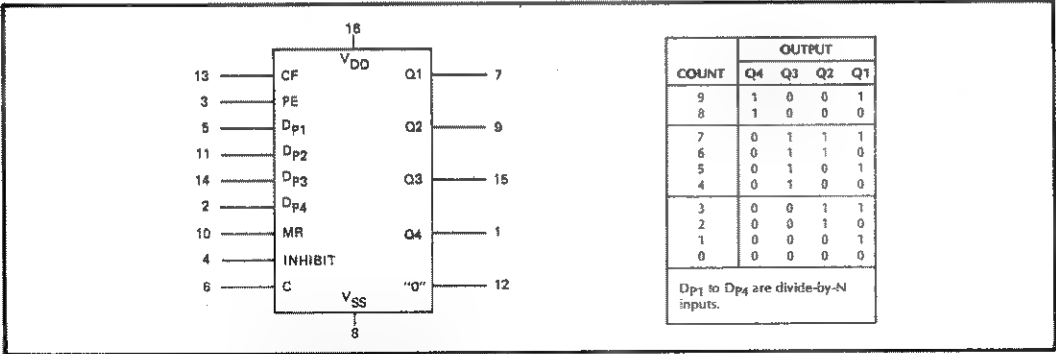 16
VDD
13 CF Q1 7
3 PE
5 DP1
11 DP2 Q2 9
14 DP3 Q3 15
2 DP4
10 MR Q4 1
4 INHIBIT
6 C "0" 12
VSS
8
OUTPUT
COUNT Q4 Q3 Q2 Q1
9 1 0 0 1
8 1 0 0 0
7 0 1 1 1
6 0 1 1 0
5 0 1 0 1
4 0 1 0 0
3 0 0 1 1
2 0 0 1 0
1 0 0 0 1
0 0 0 0 0
DP1 to DP4 are divide-by-N
inputs.